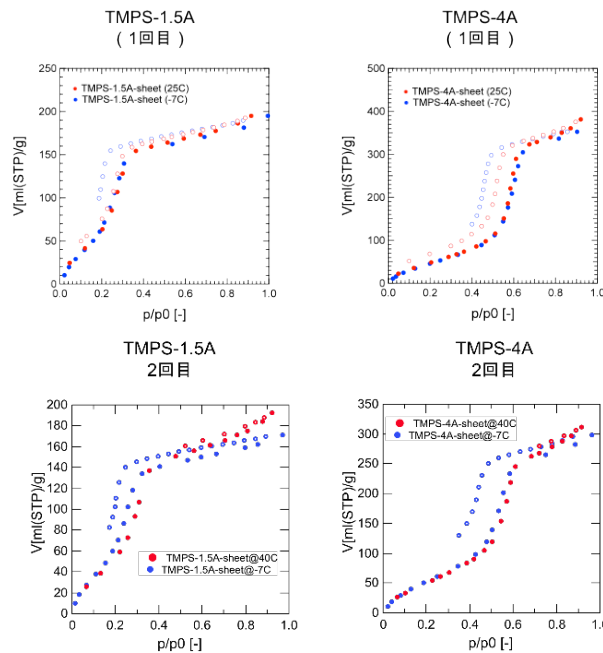 TMPS-1.5A
(1回目)
TMPS-4A
(1回目)
250
200
150
100
50
0
V[ml(STP)/g]
TMPS-1.5A-sheet (25C)
TMPS-1.5A-sheet (-7C)
0 0.2 0.4 0.6 0.8 1.0
p/p0 [-]
500
400
300
200
100
0
V[ml(STP)/g]
TMPS-4A-sheet (25C)
TMPS-4A-sheet (-7C)
0 0.2 0.4 0.6 0.8 1.0
p/p0 [-]
TMPS-1.5A
2回目
TMPS-4A
2回目
200
180
160
140
120
100
80
60
40
20
0
V[ml(STP)/g]
TMPS-1.5A-sheet@40C
TMPS-1.5A-sheet@-7C
0 0.2 0.4 0.6 0.8 1.0
p/p0 [-]
350
300
250
200
150
100
50
0
V[ml(STP)/g]
TMPS-4A-sheet@40C
TMPS-4A-sheet@-7C
0 0.2 0.4 0.6 0.8 1.0
p/p0 [-]